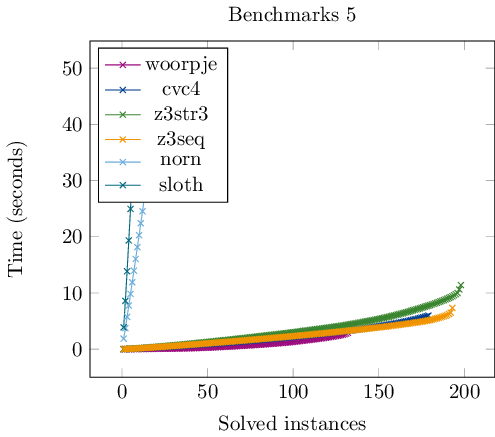 Benchmarks 5
woorpje
cvc4
z3str3
z3seq
norn
sloth
50
40
30
20
10
0
Time (seconds)
0 50 100 150 200
Solved instances